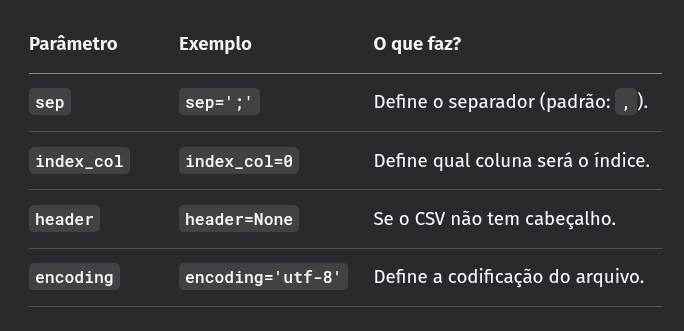 Parâmetro Exemplo O que faz?
sep sep=';' Define o separador (padrão: , ).
index_col index_col=0 Define qual coluna será o índice.
header header=None Se o CSV não tem cabeçalho.
encoding encoding='utf-8' Define a codificação do arquivo.